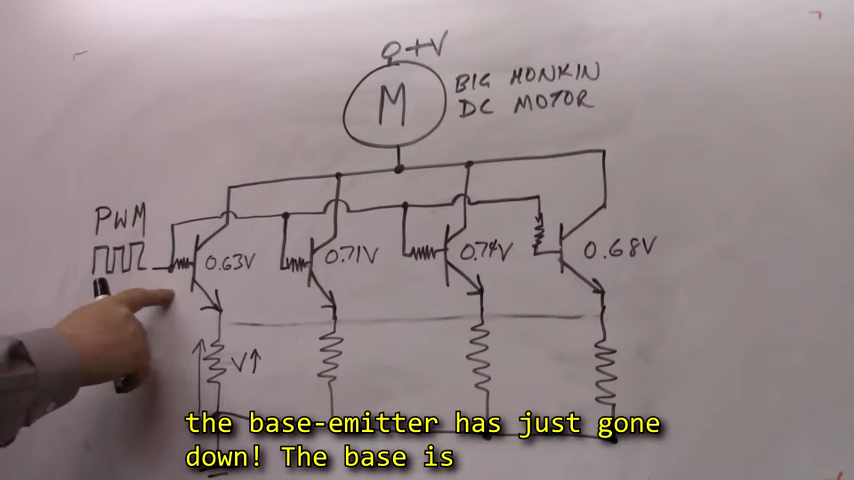 +V
M
BIG HONKIN
DC MOTOR
PWM
0.63V
0.71V
0.74V
0.68V
V↑
the base-emitter has just gone
down! The base is